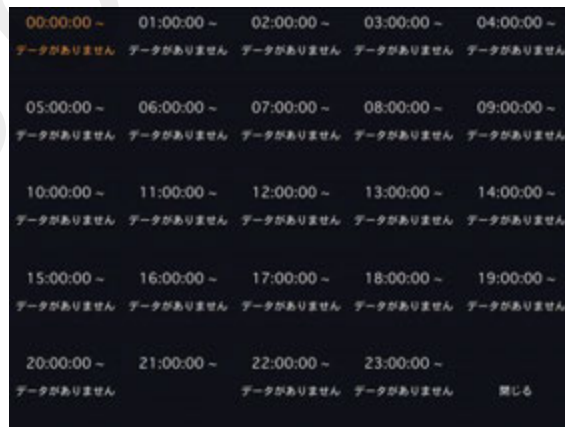 00:00:00 ~ 01:00:00 ~ 02:00:00 ~ 03:00:00 ~ 04:00:00 ~
データがありません データがありません データがありません データがありません データがありません
05:00:00 ~ 06:00:00 ~ 07:00:00 ~ 08:00:00 ~ 09:00:00 ~
データがありません データがありません データがありません データがありません データがありません
10:00:00 ~ 11:00:00 ~ 12:00:00 ~ 13:00:00 ~ 14:00:00 ~
データがありません データがありません データがありません データがありません データがありません
15:00:00 ~ 16:00:00 ~ 17:00:00 ~ 18:00:00 ~ 19:00:00 ~
データがありません データがありません データがありません データがありません データがありません
20:00:00 ~ 21:00:00 ~ 22:00:00 ~ 23:00:00 ~
データがありません データがありません データがありません 閉じる